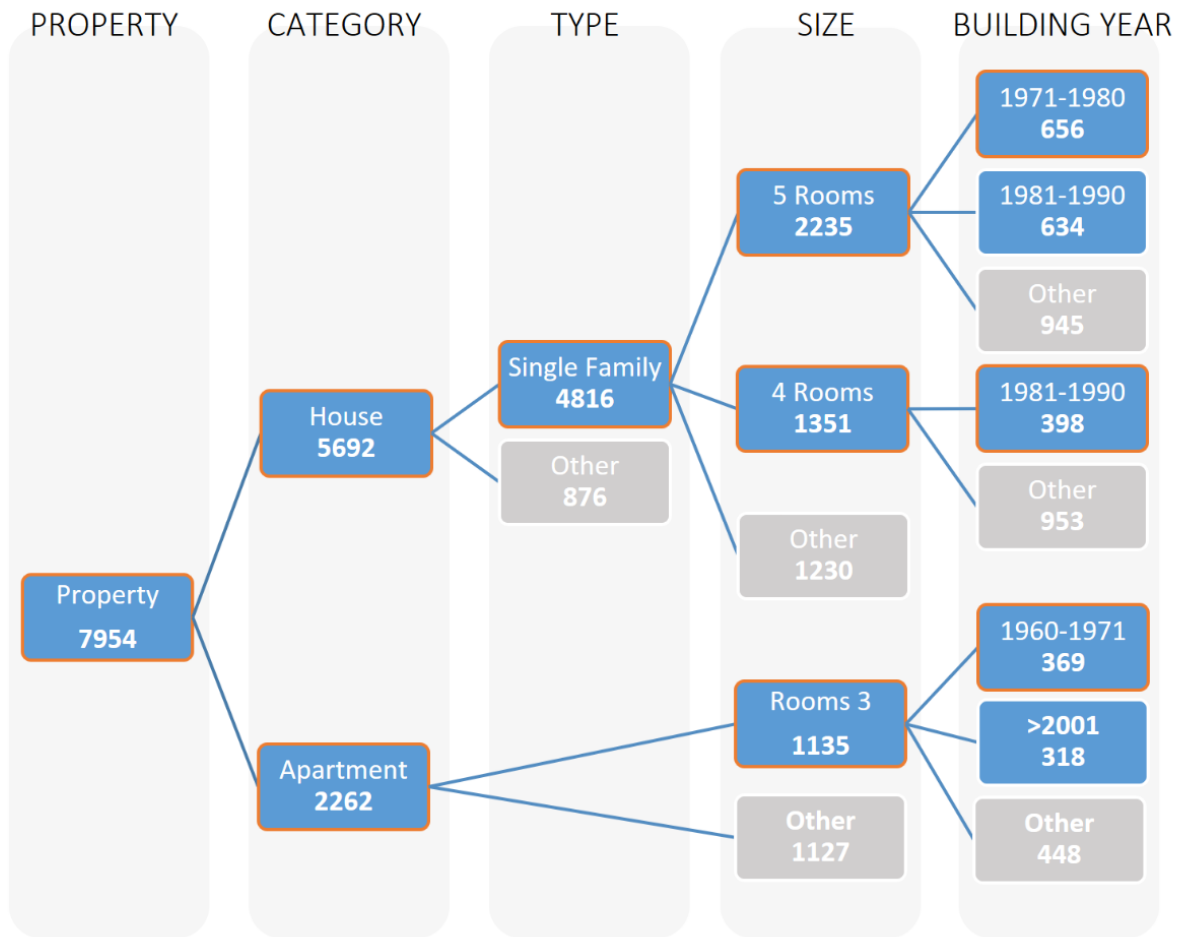 PROPERTY
CATEGORY
TYPE
SIZE
BUILDING YEAR
Property
7954
House
5692
Apartment
2262
Single Family
4816
Other
876
5 Rooms
2235
4 Rooms
1351
Other
1230
Rooms 3
1135
Other
1127
1971-1980
656
1981-1990
634
Other
945
1981-1990
398
Other
953
1960-1971
369
>2001
318
Other
448